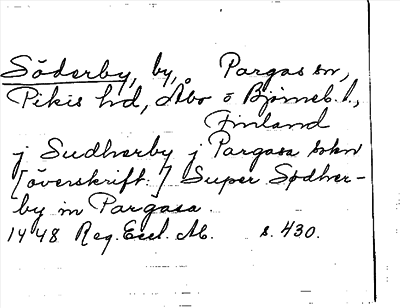 Söderby, by, Pargas sn,
Pikis hd, Åbo o Björneb. l.,
Finland
j Sudherby j Pargasa sokn
[överskrift:] Super Sødher-
by in Pargasa.
1448 Reg. Eccl. Ab. s. 430.